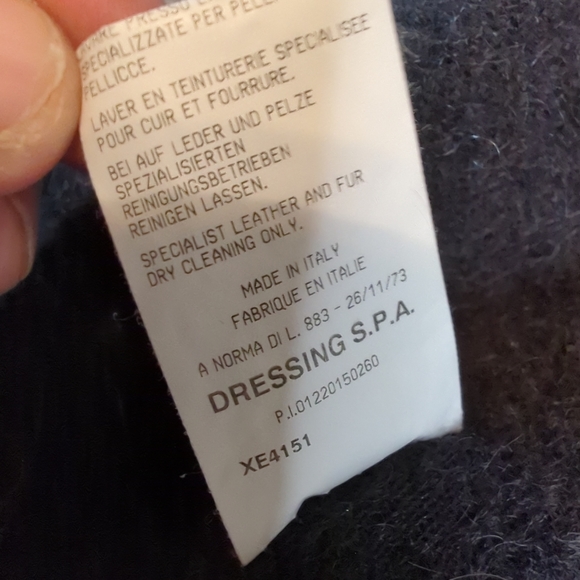 LAVARE PRESSO
SPECIALIZZATE PER PELLI
PELLICCE.
LAVER EN TEINTURERIE SPECIALISEE
POUR CUIR ET FOURRURE.
BEI AUF LEDER UND PELZE
SPEZIALISIERTEN
REINIGUNGSBETRIEBEN
REINIGEN LASSEN.
SPECIALIST LEATHER AND FUR
DRY CLEANING ONLY.
MADE IN ITALY
FABRIQUE EN ITALIE
A NORMA DI L. 883 - 26/11/73
DRESSING S.P.A.
P.I.01220150260
XE4151